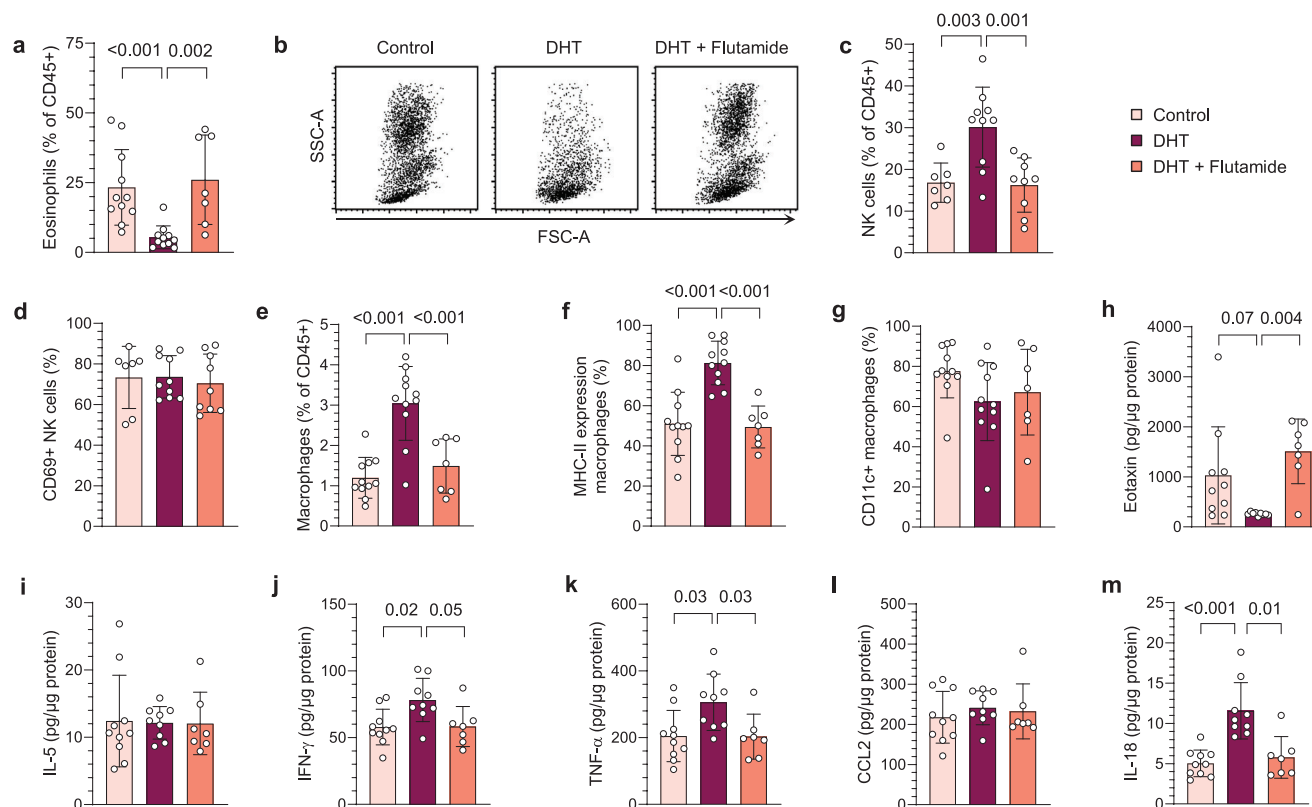 a
Eosinophils (% of CD45+)
75
50
25
0
<0.001
0.002
b
Control
DHT
DHT + Flutamide
SSC-A
FSC-A
c
NK cells (% of CD45+)
50
40
30
20
10
0
0.003
0.001
Control
DHT
DHT + Flutamide
d
CD69+ NK cells (%)
100
80
60
40
20
0
e
Macrophages (% of CD45+)
5
4
3
2
1
0
<0.001
<0.001
f
MHC-II expression
macrophages (%)
100
80
60
40
20
0
<0.001
<0.001
g
CD11c+ macrophages (%)
100
80
60
40
20
0
h
Eotaxin (pg/µg protein)
4000
3000
2000
1000
0
0.07
0.004
i
IL-5 (pg/µg protein)
30
20
10
0
j
IFN-γ (pg/µg protein)
150
100
50
0
0.02
0.05
k
TNF-α (pg/µg protein)
600
400
200
0
0.03
0.03
l
CCL2 (pg/µg protein)
500
400
300
200
100
0
m
IL-18 (pg/µg protein)
25
20
15
10
5
0
<0.001
0.01